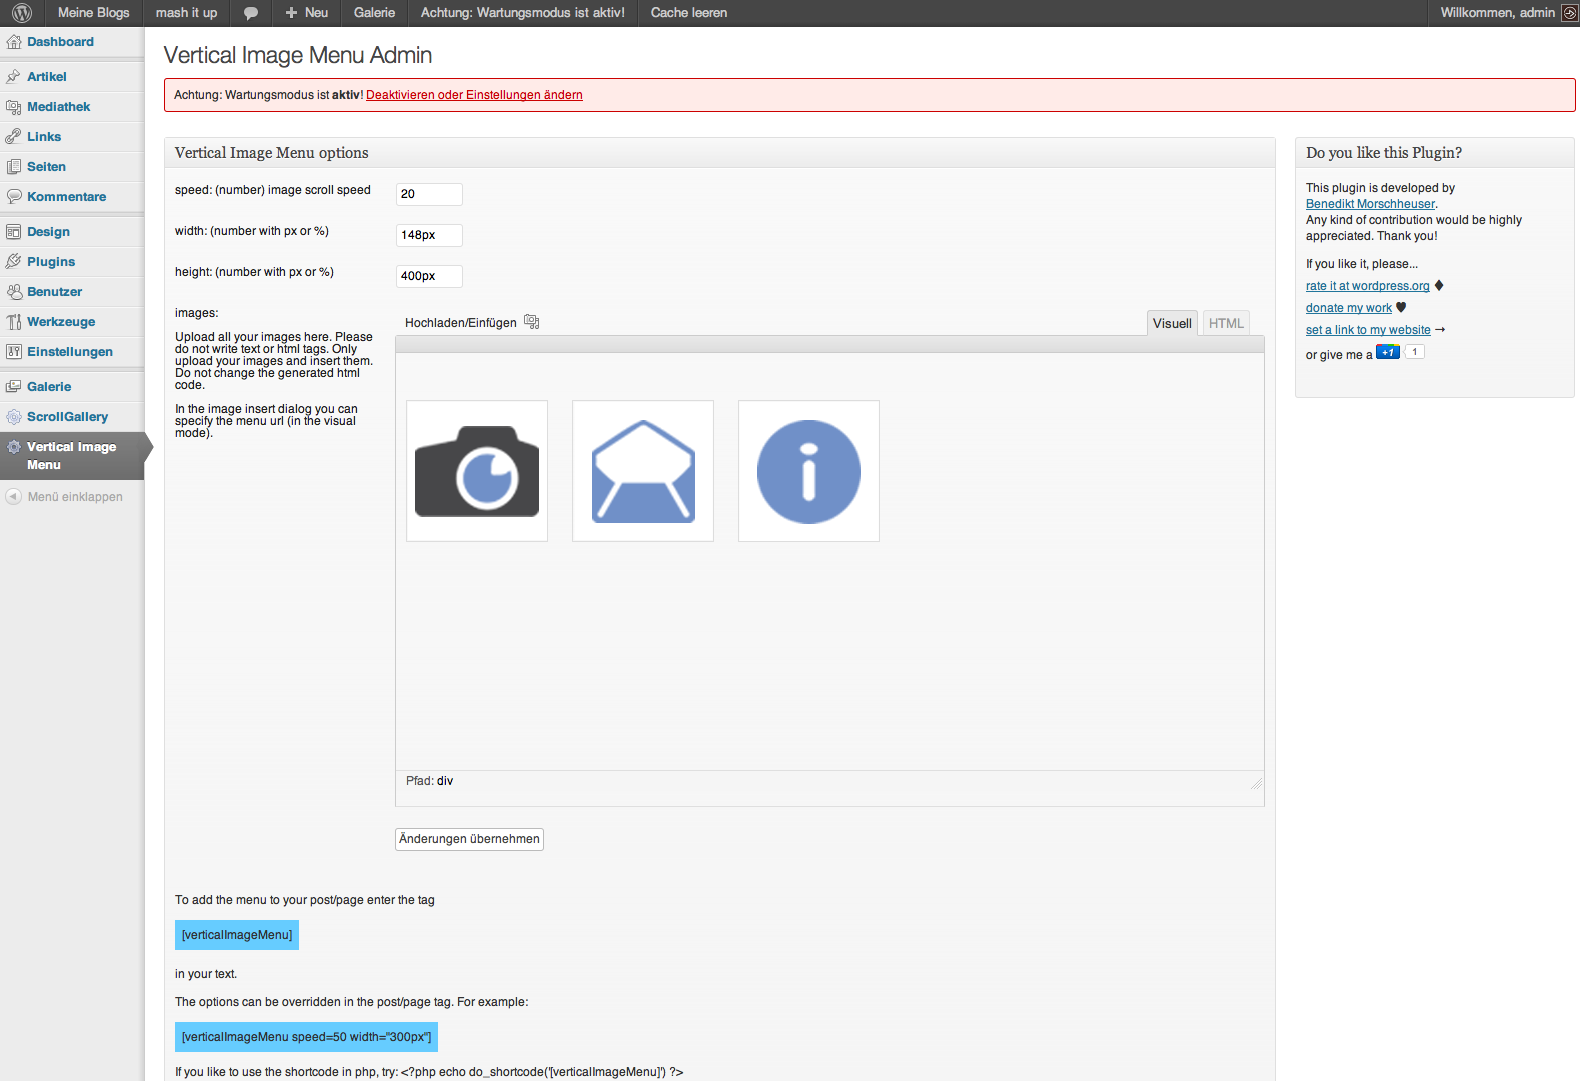 Meine Blogs
mash it up
Neu
Galerie
Achtung: Wartungsmodus ist aktiv!
Cache leeren
Willkommen, admin
Dashboard
Artikel
Mediathek
Links
Seiten
Kommentare
Design
Plugins
Benutzer
Werkzeuge
Einstellungen
Galerie
ScrollGallery
Vertical Image
Menu
Menü einklappen
Vertical Image Menu Admin
Achtung: Wartungsmodus ist aktiv! Deaktivieren oder Einstellungen ändern
Vertical Image Menu options
speed: (number) image scroll speed
20
width: (number with px or %)
148px
height: (number with px or %)
400px
images:
Upload all your images here. Please
do not write text or html tags. Only
upload your images and insert them.
Do not change the generated html
code.
In the image insert dialog you can
specify the menu url (in the visual
mode).
Hochladen/Einfügen
Visuell
HTML
Pfad: div
Änderungen übernehmen
To add the menu to your post/page enter the tag
[verticalImageMenu]
in your text.
The options can be overridden in the post/page tag. For example:
[verticalImageMenu speed=50 width="300px"]
If you like to use the shortcode in php, try: <?php echo do_shortcode('[verticalImageMenu]') ?>
Do you like this Plugin?
This plugin is developed by
Benedikt Morschheuser.
Any kind of contribution would be highly
appreciated. Thank you!
If you like it, please...
rate it at wordpress.org ♦
donate my work ♥
set a link to my website →
or give me a +1 1